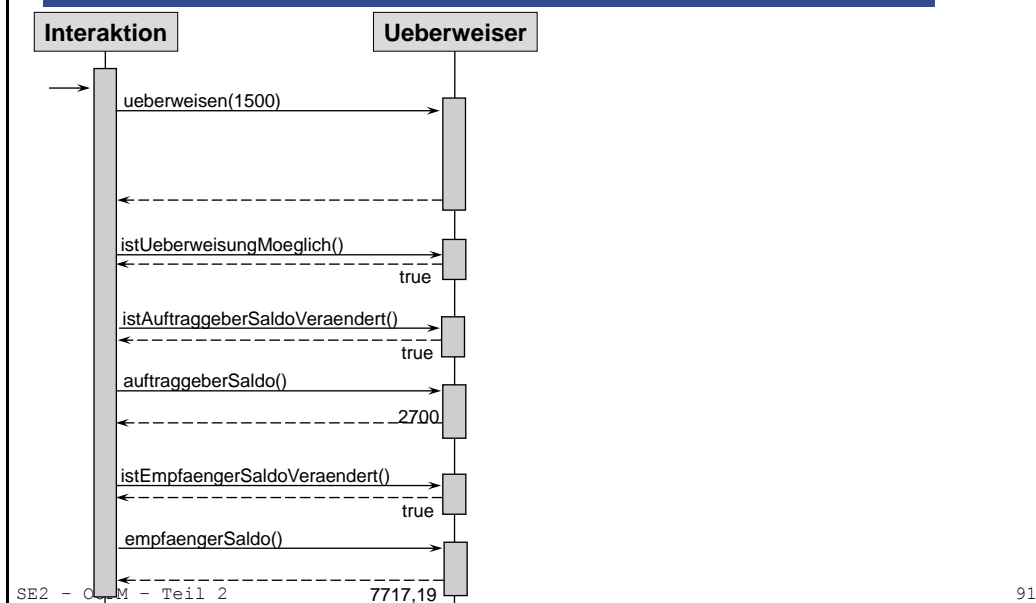 Interaktion
Ueberweiser
ueberweisen(1500)
istUeberweisungMoeglich()
true
istAuftraggeberSaldoVeraendert()
true
auftraggeberSaldo()
2700
istEmpfaengerSaldoVeraendert()
true
empfaengerSaldo()
7717,19
SE2 - - Teil 2
91